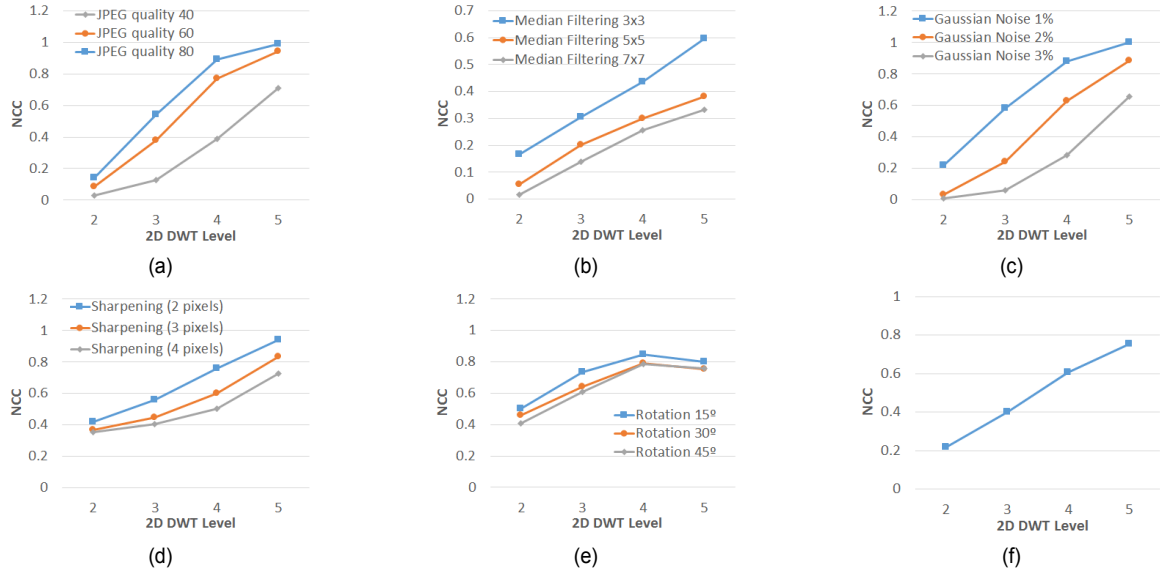 1.2
1
0.8
0.6
0.4
0.2
0
NCC
JPEG quality 40
JPEG quality 60
JPEG quality 80
2 3 4 5
2D DWT Level
(a)
0.7
0.6
0.5
0.4
0.3
0.2
0.1
0
NCC
Median Filtering 3x3
Median Filtering 5x5
Median Filtering 7x7
2 3 4 5
2D DWT Level
(b)
1.2
1
0.8
0.6
0.4
0.2
0
NCC
Gaussian Noise 1%
Gaussian Noise 2%
Gaussian Noise 3%
2 3 4 5
2D DWT Level
(c)
1.2
1
0.8
0.6
0.4
0.2
0
NCC
Sharpening (2 pixels)
Sharpening (3 pixels)
Sharpening (4 pixels)
2 3 4 5
2D DWT Level
(d)
1.2
1
0.8
0.6
0.4
0.2
0
NCC
Rotation 15º
Rotation 30º
Rotation 45º
2 3 4 5
2D DWT Level
(e)
1
0.8
0.6
0.4
0.2
0
NCC
2 3 4 5
2D DWT Level
(f)